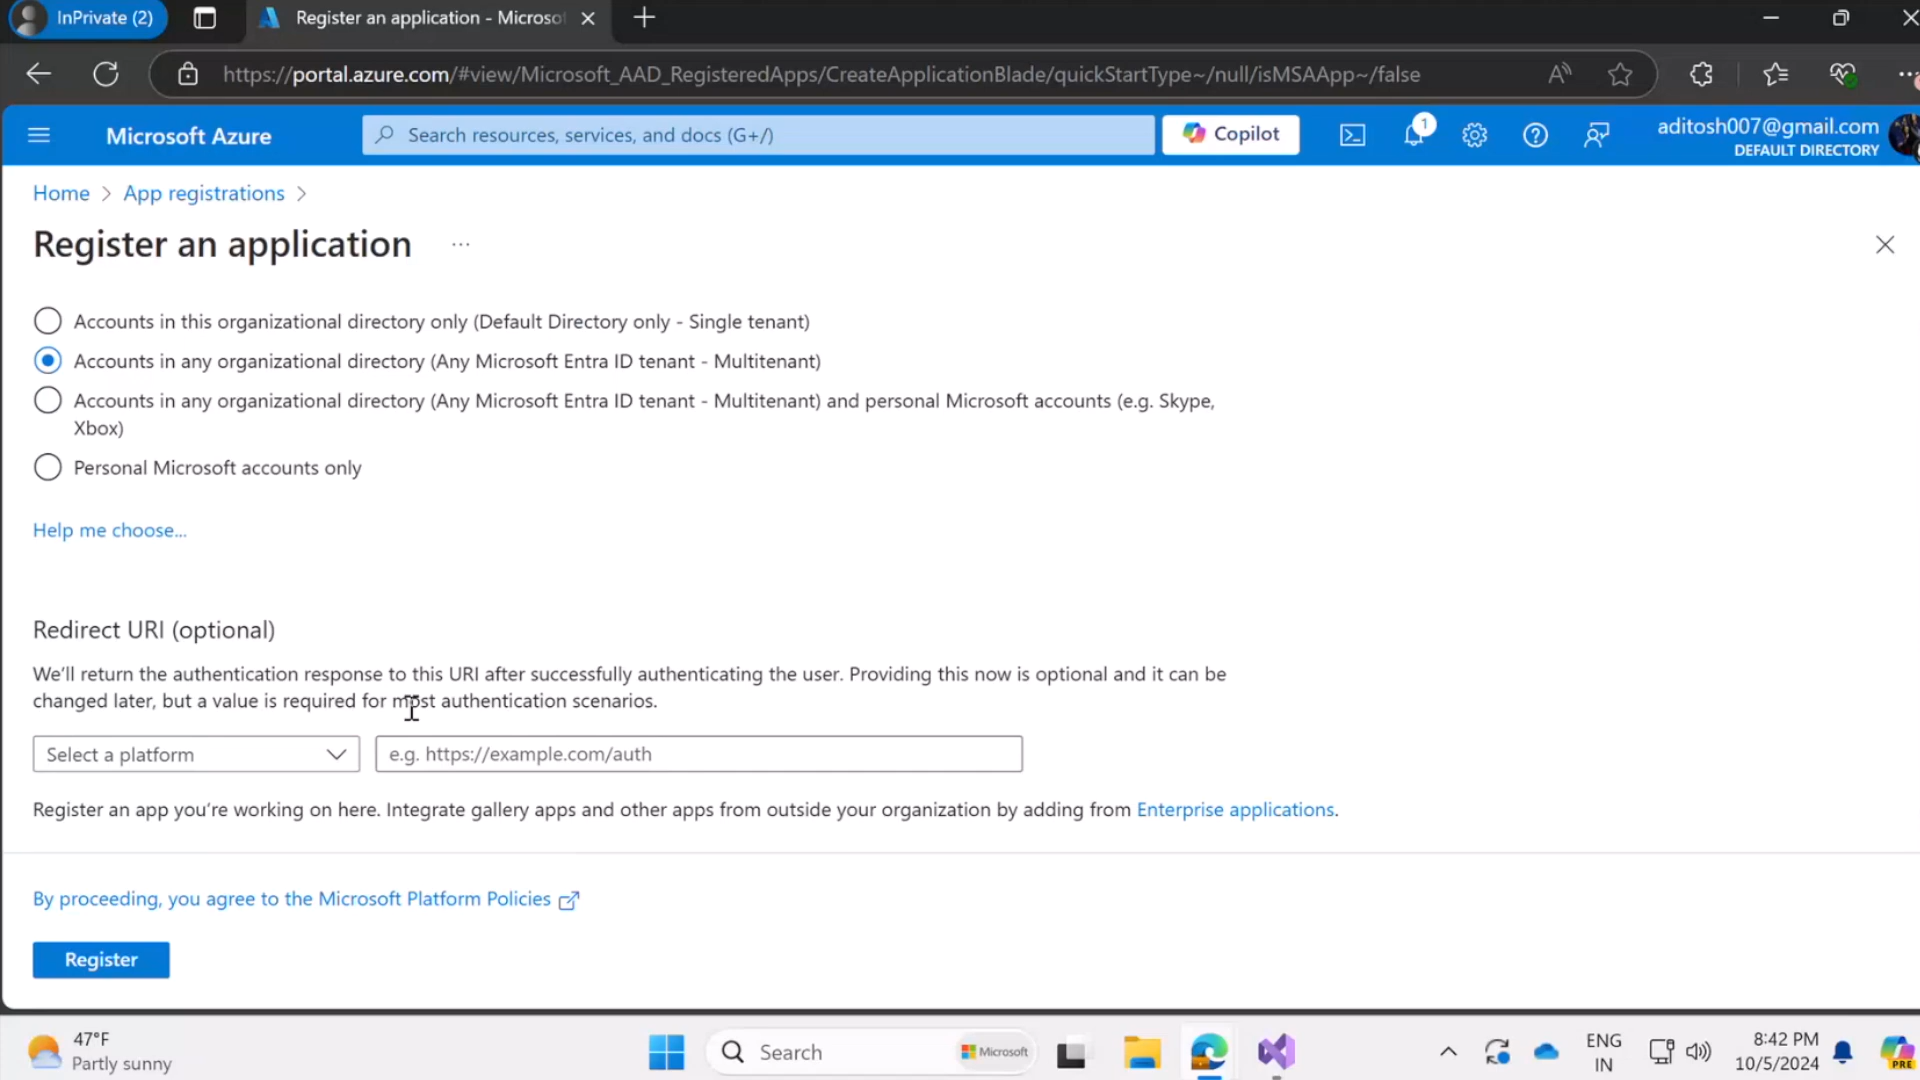 InPrivate (2)
Register an application - Microso
https://portal.azure.com/#view/Microsoft_AAD_RegisteredApps/CreateApplicationBlade/quickStartType~/null/isMSAApp~/false
Microsoft Azure
Search resources, services, and docs (G+/)
Copilot
1
aditosh007@gmail.com
DEFAULT DIRECTORY
Home > App registrations >
Register an application ...
Accounts in this organizational directory only (Default Directory only - Single tenant)
Accounts in any organizational directory (Any Microsoft Entra ID tenant - Multitenant)
Accounts in any organizational directory (Any Microsoft Entra ID tenant - Multitenant) and personal Microsoft accounts (e.g. Skype,
Xbox)
Personal Microsoft accounts only
Help me choose...
Redirect URI (optional)
We'll return the authentication response to this URI after successfully authenticating the user. Providing this now is optional and it can be
changed later, but a value is required for most authentication scenarios.
Select a platform
e.g. https://example.com/auth
Register an app you're working on here. Integrate gallery apps and other apps from outside your organization by adding from Enterprise applications.
By proceeding, you agree to the Microsoft Platform Policies
Register
47°F
Partly sunny
Search
Microsoft
ENG
IN
8:42 PM
10/5/2024
PRE